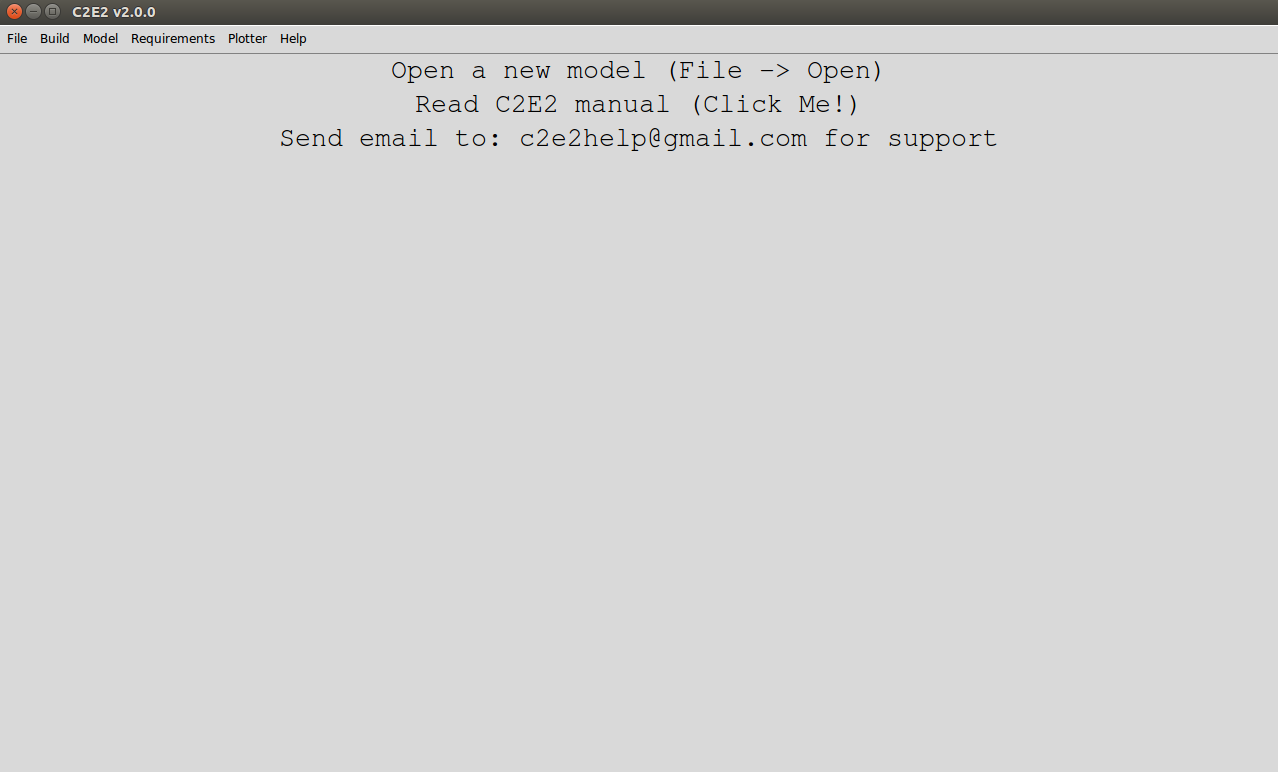 C2E2 v2.0.0
File Build Model Requirements Plotter Help
Open a new model (File -> Open)
Read C2E2 manual (Click Me!)
Send email to: c2e2help@gmail.com for support